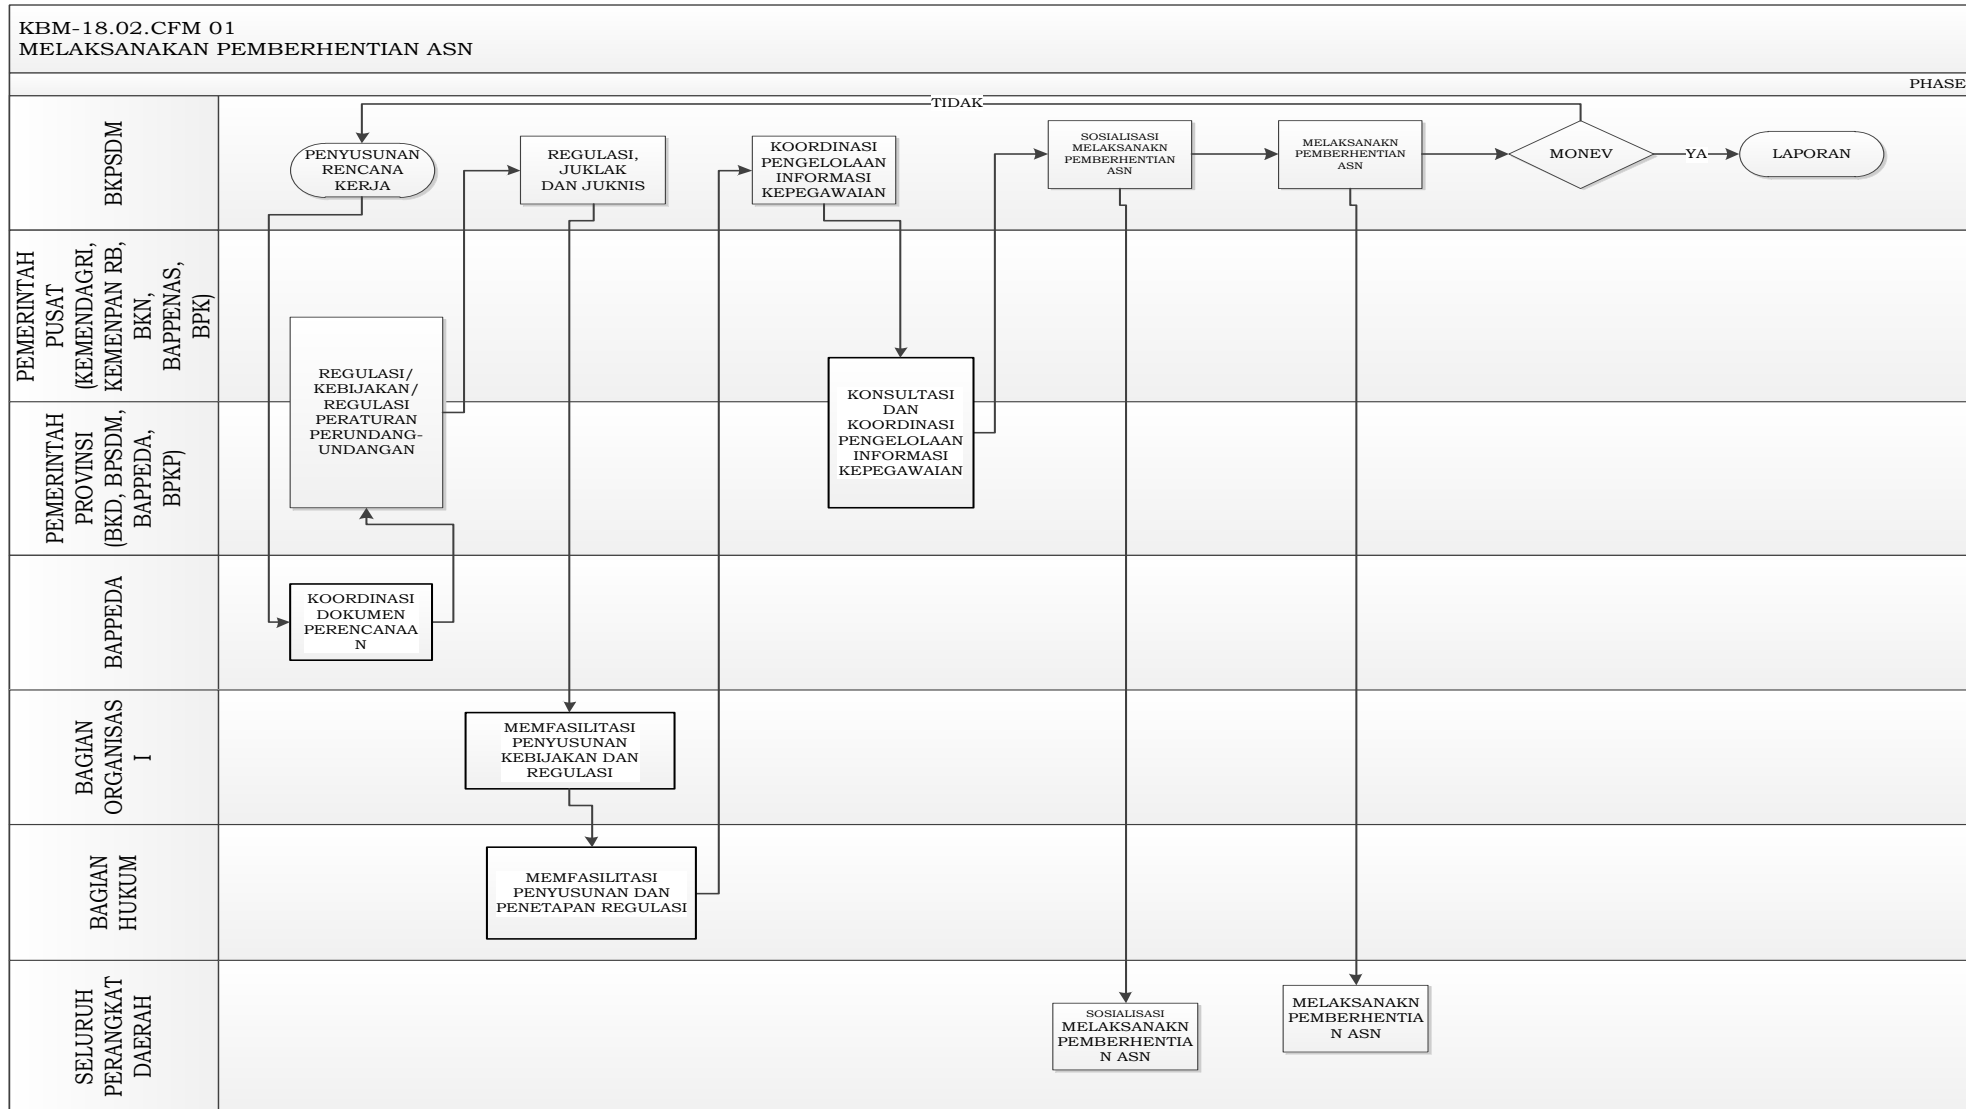 KBM-18.02.CFM 01
MELAKSANAKAN PEMBERHENTIAN ASN
PHASE
BKPSDM
TIDAK
PENYUSUNAN
RENCANA
KERJA
REGULASI,
JUKLAK
DAN JUKNIS
KOORDINASI
PENGELOLAAN
INFORMASI
KEPEGAWAIAN
SOSIALISASI
MELAKSANAKN
PEMBERHENTIAN
ASN
MELAKSANAKN
PEMBERHENTIAN
ASN
MONEV
YA
LAPORAN
PEMERINTAH
PUSAT
(KEMENDAGRI,
KEMENPAN RB,
BKN,
BAPPENAS,
BPK)
REGULASI/
KEBIJAKAN/
REGULASI
PERATURAN
PERUNDANG-
UNDANGAN
KONSULTASI
DAN
KOORDINASI
PENGELOLAAN
INFORMASI
KEPEGAWAIAN
PEMERINTAH
PROVINSI
(BKD, BPSDM,
BAPPEDA,
BPKP)
BAPPEDA
KOORDINASI
DOKUMEN
PERENCANAA
N
BAGIAN
ORGANISAS
I
MEMFASILITASI
PENYUSUNAN
KEBIJAKAN DAN
REGULASI
BAGIAN
HUKUM
MEMFASILITASI
PENYUSUNAN DAN
PENETAPAN REGULASI
SELURUH
PERANGKAT
DAERAH
SOSIALISASI
MELAKSANAKN
PEMBERHENTIA
N ASN
MELAKSANAKN
PEMBERHENTIA
N ASN